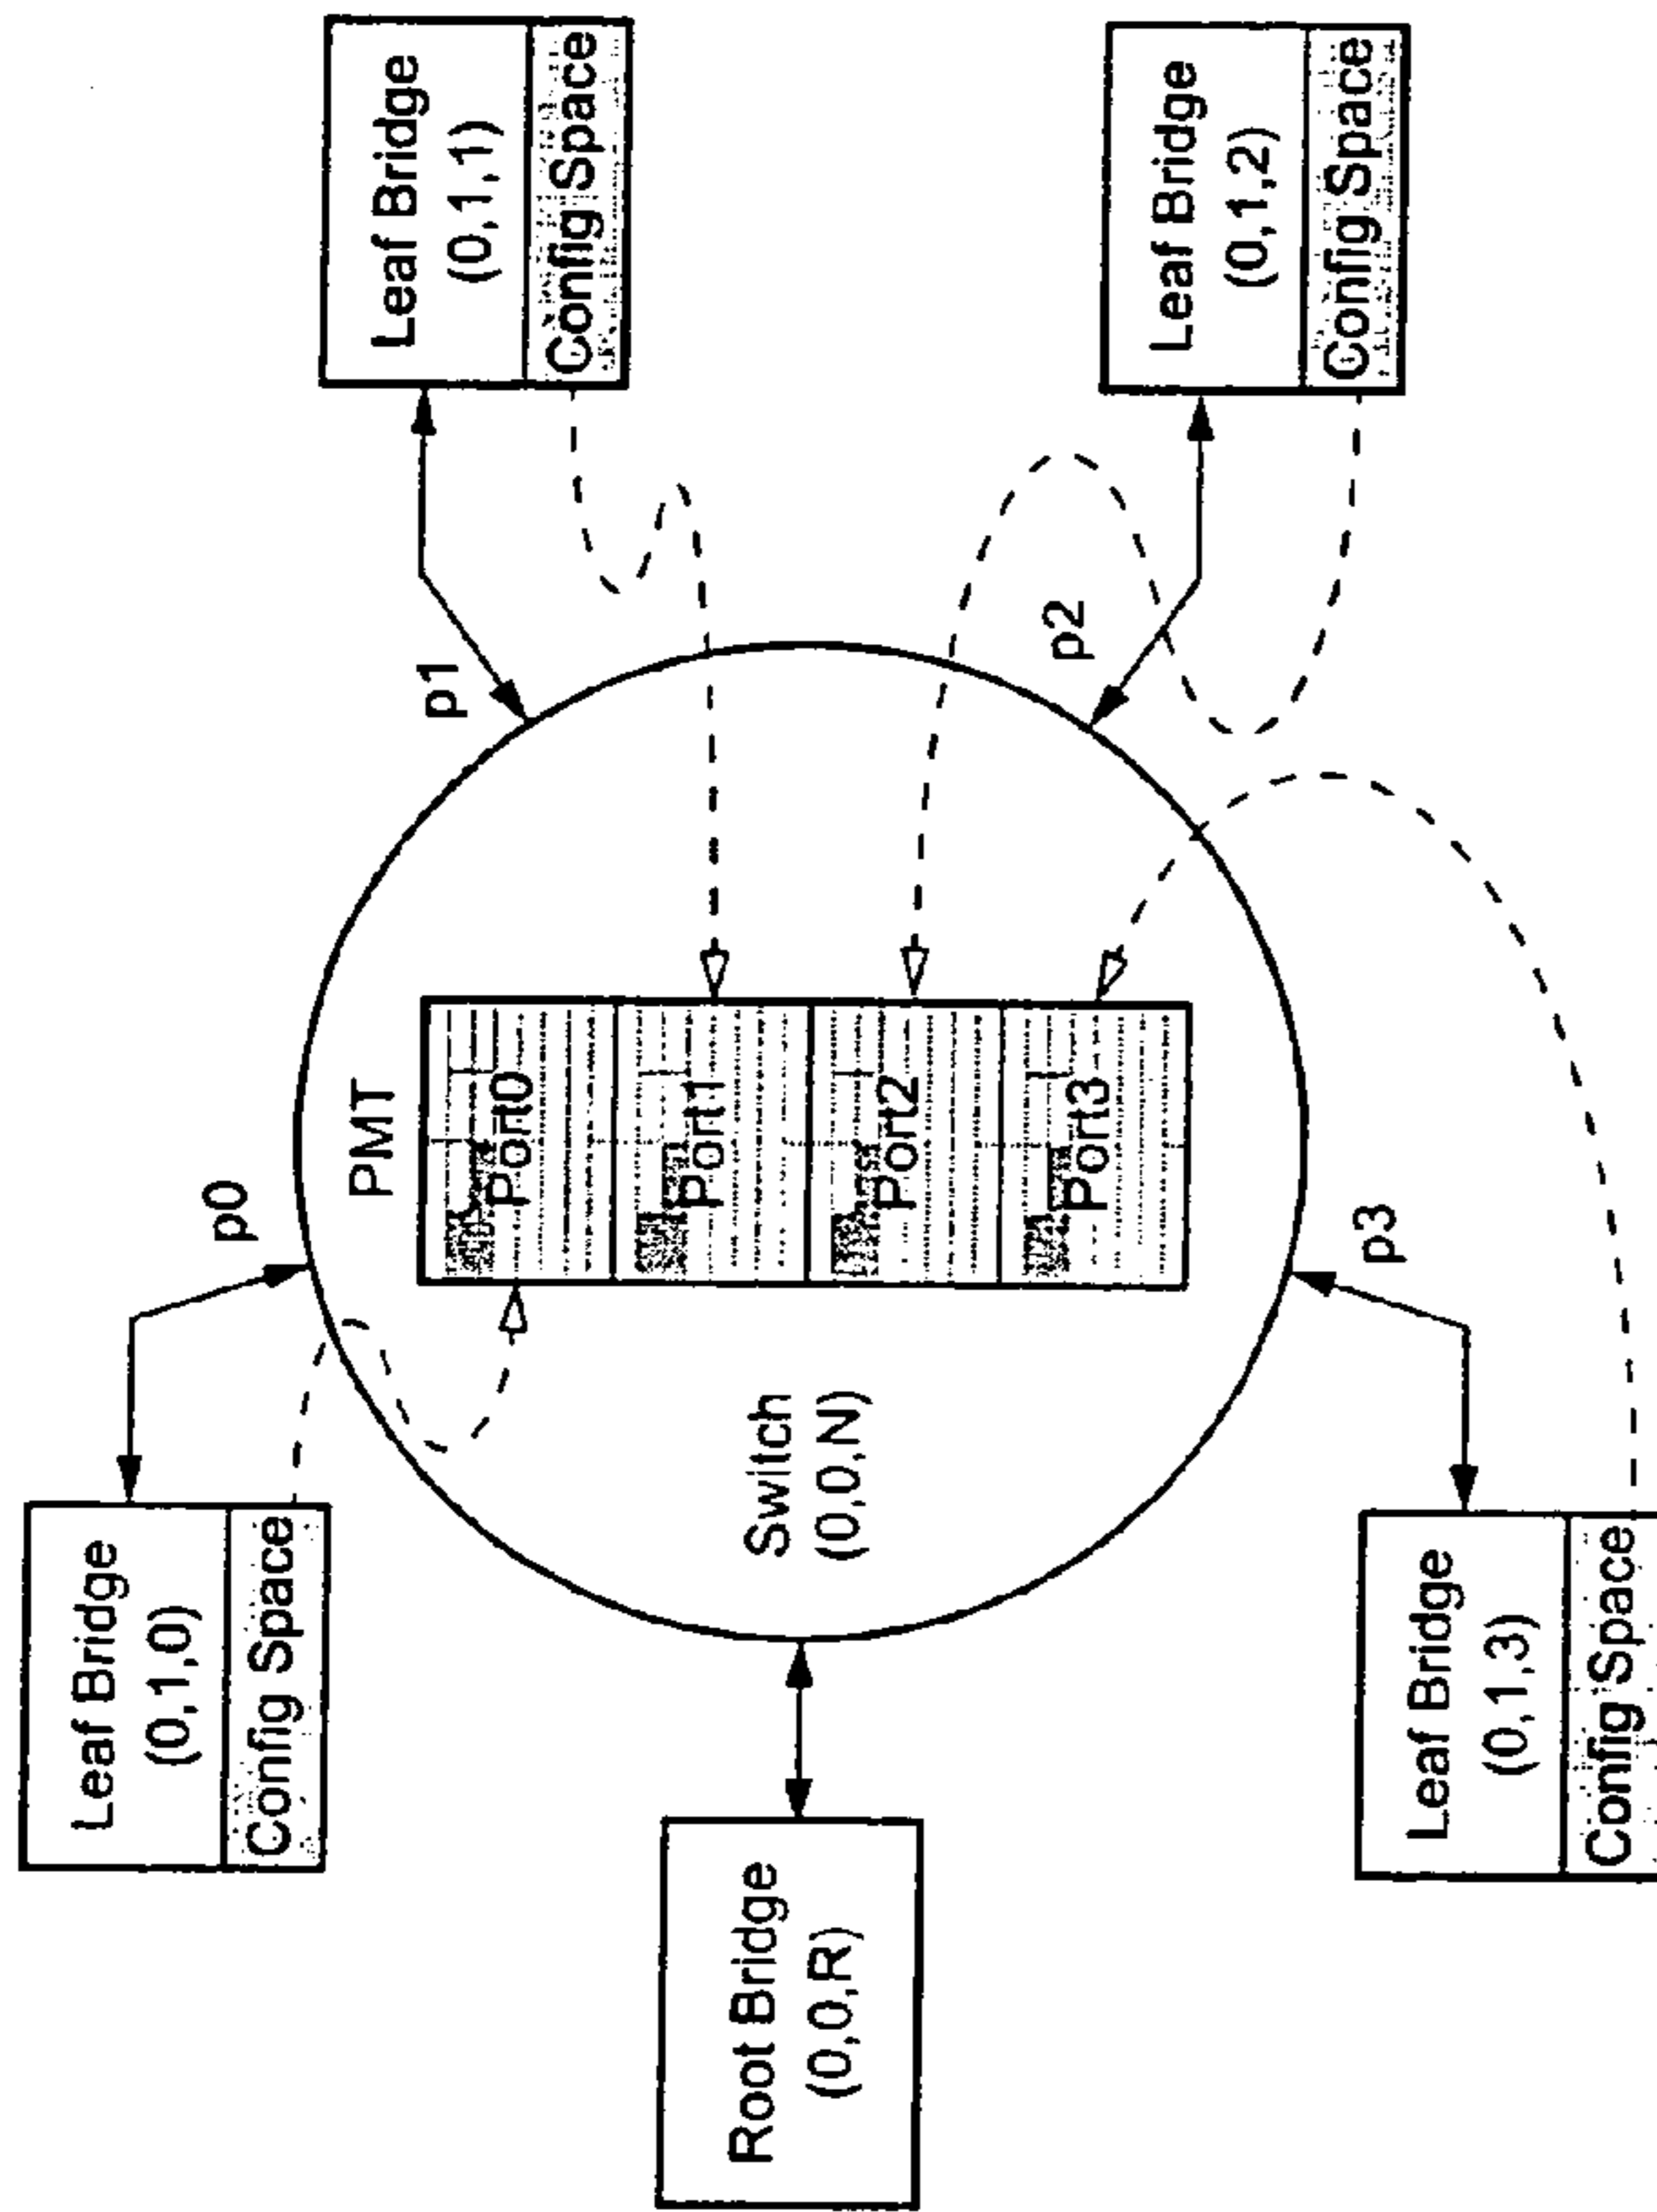 Leaf Bridge
(0,1,0)
Config Space
Leaf Bridge
(0,1,1)
Config Space
p0
p1
PMT
Port0
Port1
Port2
Port3
Switch
(0,0,N)
Root Bridge
(0,0,R)
p2
p3
Leaf Bridge
(0,1,3)
Config Space
Leaf Bridge
(0,1,2)
Config Space